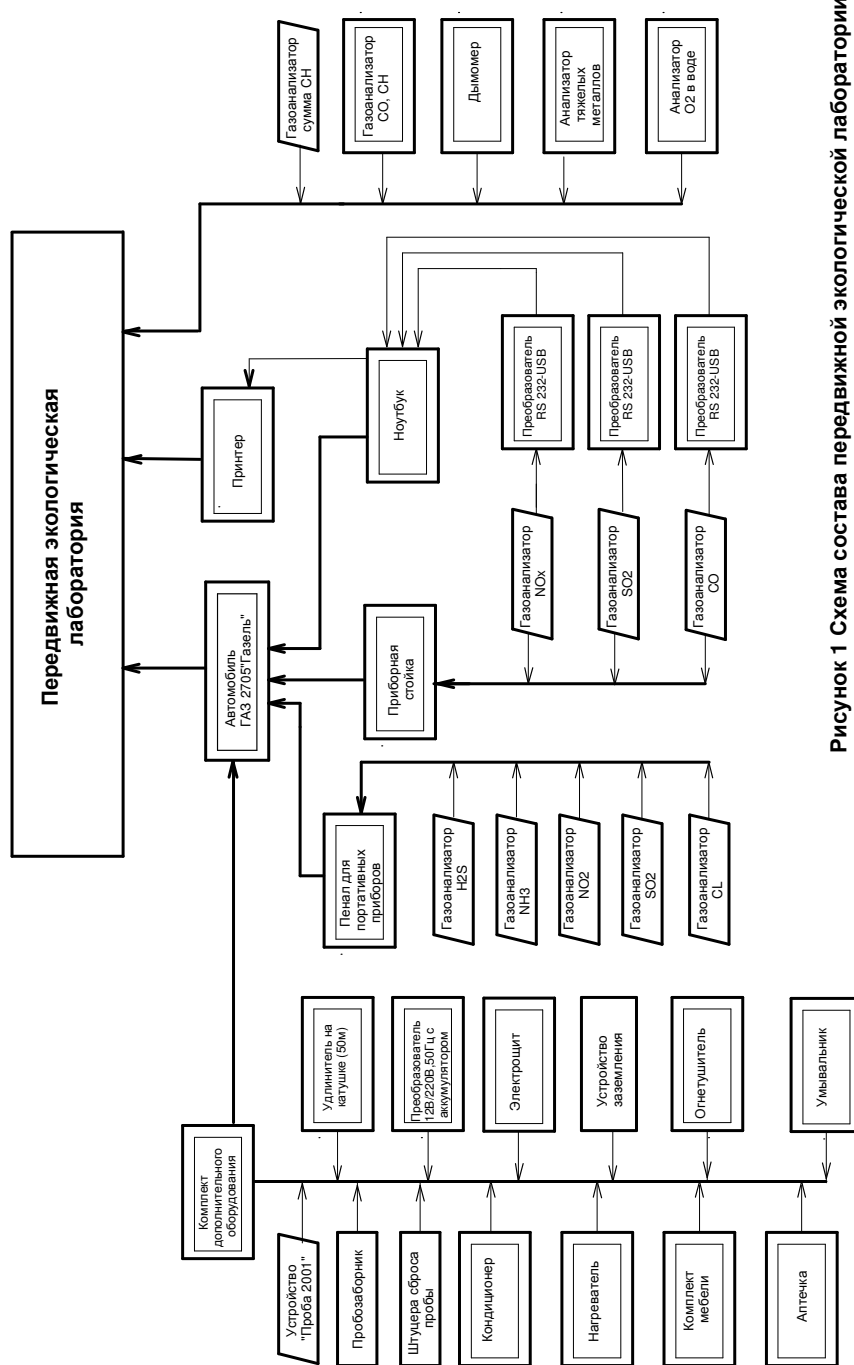 Передвижная экологическая
лаборатория
Автомобиль
ГАЗ 2705"Газель"
Принтер
Комплект
дополнительного
оборудования
Устройство
"Проба 2001"
Пробозаборник
Штуцера сброса
пробы
Кондиционер
Нагреватель
Комплект
мебели
Аптечка
Удлинитель на
катушке (50м)
Преобразователь
12В/220В,50Гц с
аккумулятором
Электрощит
Устройство
заземления
Огнетушитель
Умывальник
Пенал для
портативных
приборов
Газоанализатор
H2S
Газоанализатор
NH3
Газоанализатор
NO2
Газоанализатор
SO2
Газоанализатор
CL
Приборная
стойка
Ноутбук
Газоанализатор
NOx
Газоанализатор
SO2
Газоанализатор
CO
Преобразователь
RS 232-USB
Преобразователь
RS 232-USB
Преобразователь
RS 232-USB
Газоанализатор
сумма CH
Газоанализатор
CO, CH
Дымомер
Анализатор
тяжелых
металлов
Анализатор
O2 в воде
Рисунок 1 Схема состава передвижной экологической лаборатории